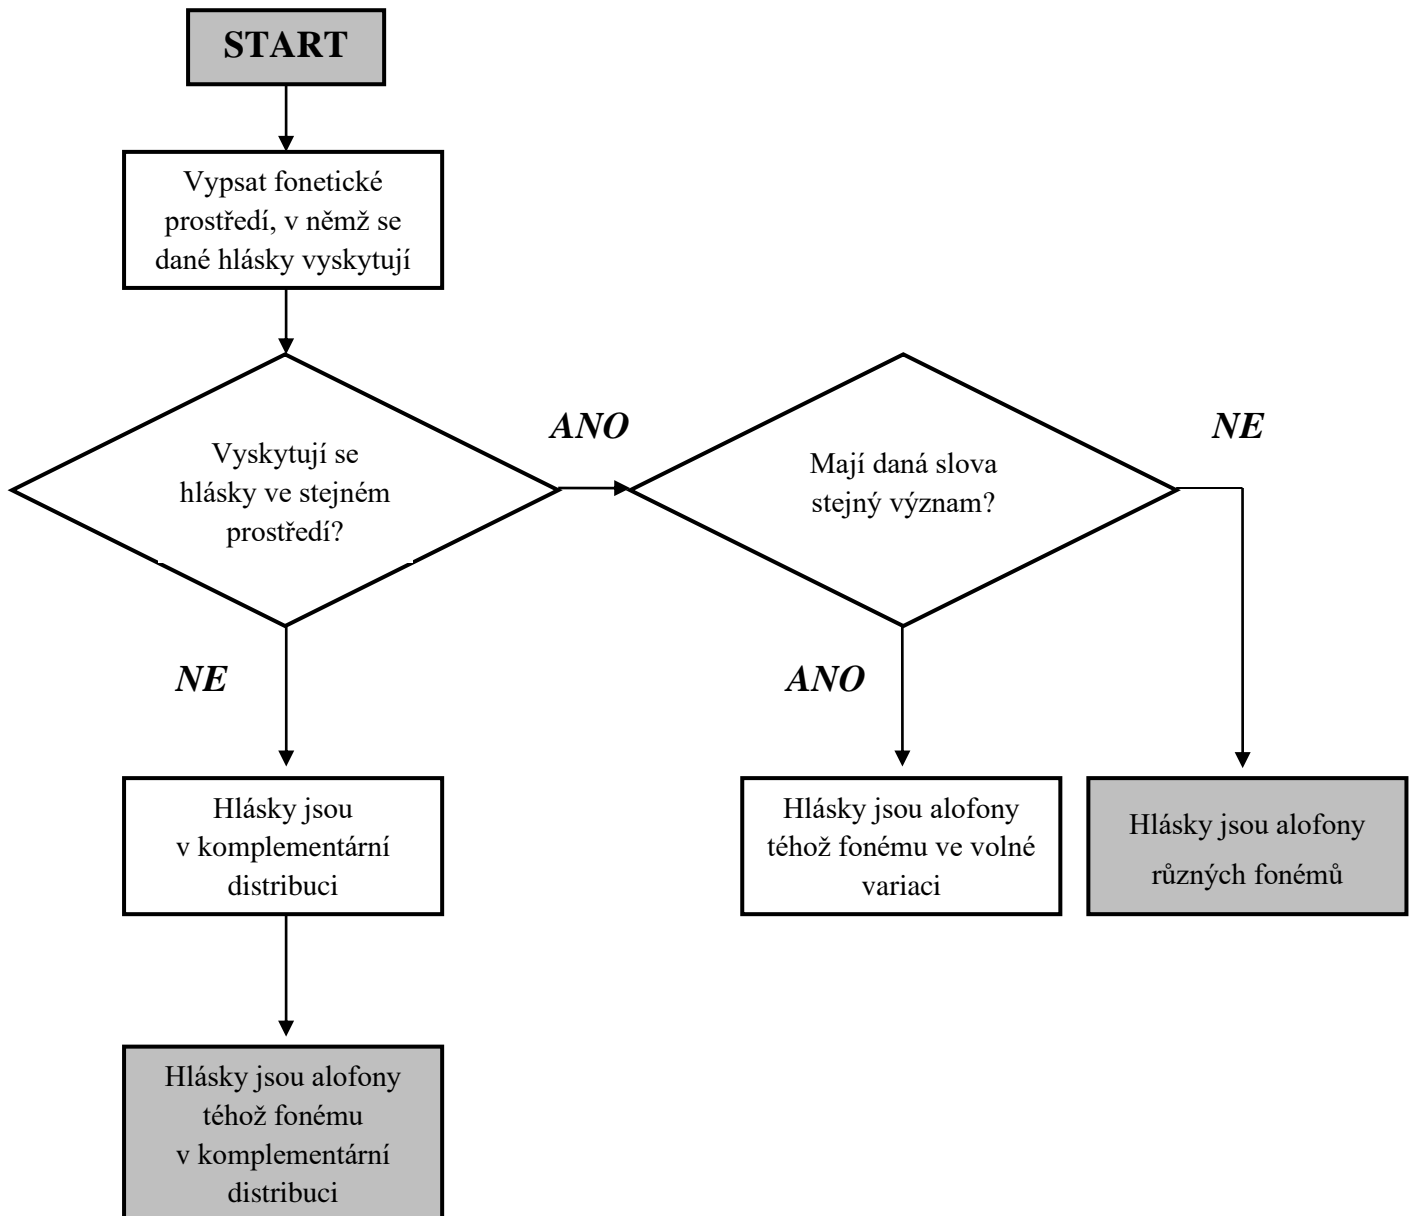 START
Vypsat fonetické
prostředí, v němž se
dané hlásky vyskytují
Vyskytují se
hlásky ve stejném
prostředí?
ANO
Mají daná slova
stejný význam?
NE
NE
ANO
Hlásky jsou
v komplementární
distribuci
Hlásky jsou alofony
téhož fonému ve volné
variaci
Hlásky jsou alofony
různých fonémů
Hlásky jsou alofony
téhož fonému
v komplementární
distribuci